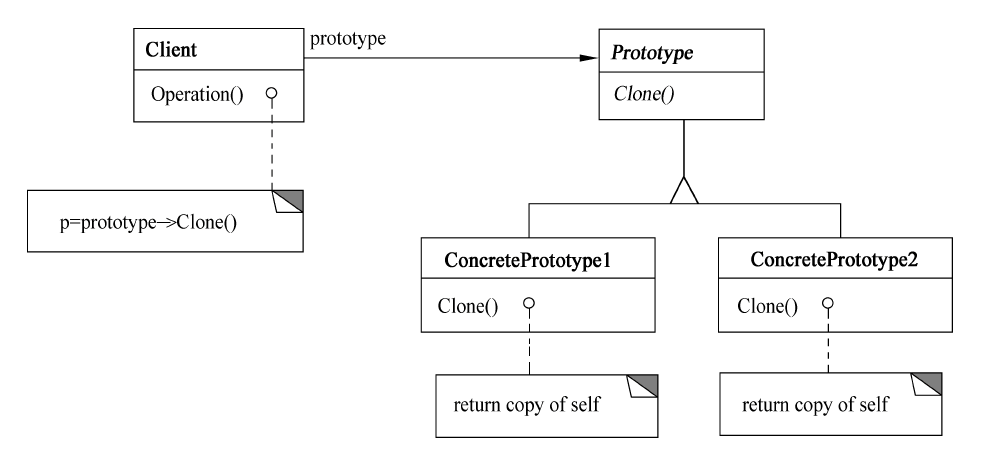 Client
prototype
Prototype
Operation()
Clone()
p=prototype->Clone()
ConcretePrototype1
ConcretePrototype2
Clone()
Clone()
return copy of self
return copy of self